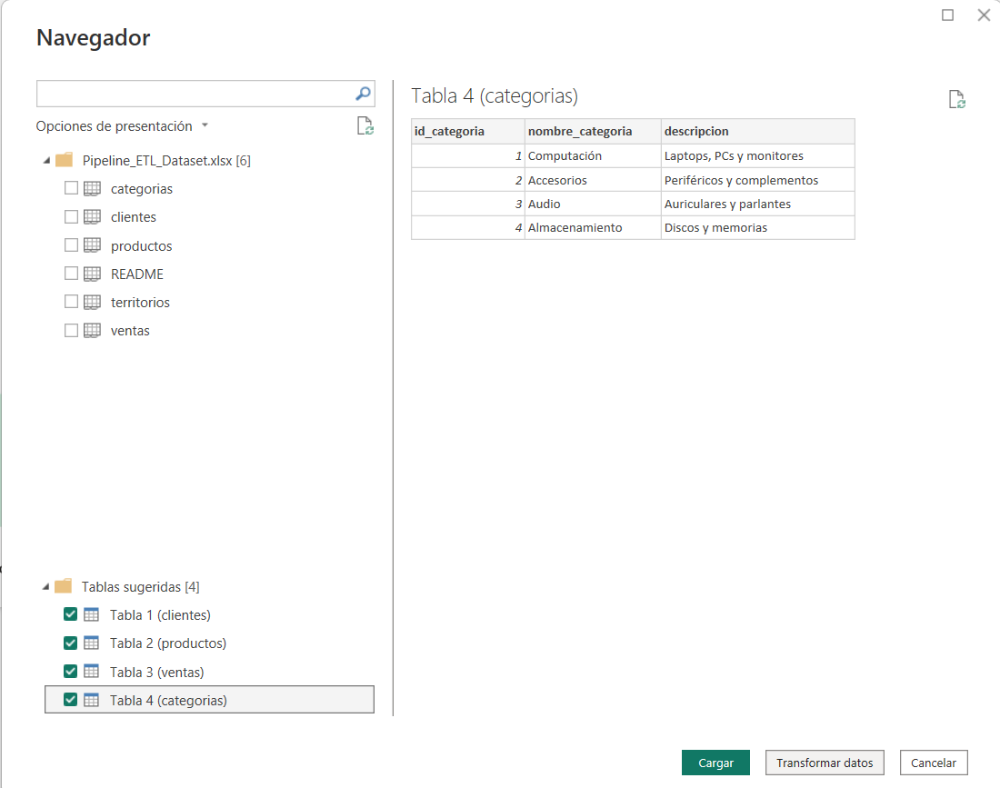 Navegador
Opciones de presentación
Pipeline_ETL_Dataset.xlsx [6]
categorias
clientes
productos
README
territorios
ventas
Tablas sugeridas [4]
Tabla 1 (clientes)
Tabla 2 (productos)
Tabla 3 (ventas)
Tabla 4 (categorias)
Tabla 4 (categorias)
id_categoria nombre_categoria descripcion
1 Computación Laptops, PCs y monitores
2 Accesorios Periféricos y complementos
3 Audio Auriculares y parlantes
4 Almacenamiento Discos y memorias
Cargar Transformar datos Cancelar